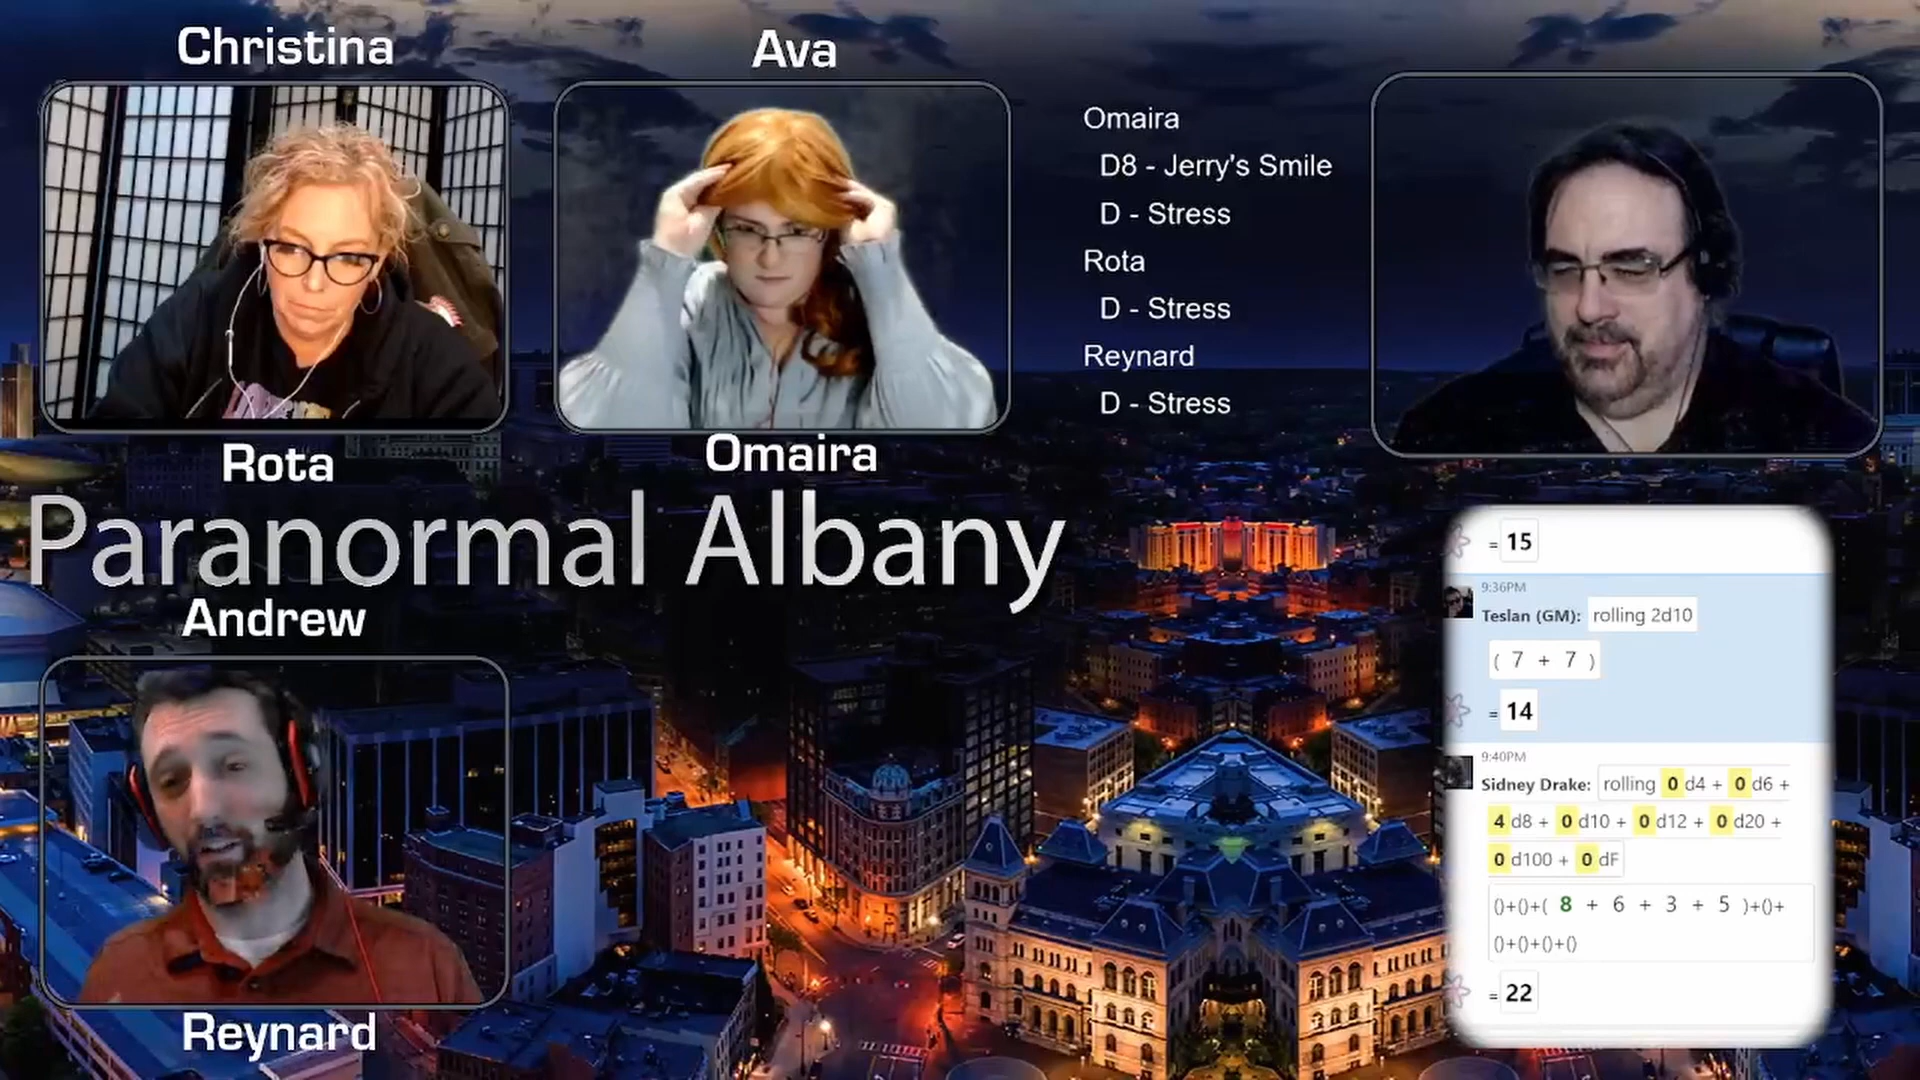 Christina
Ava
Omaira
D8 - Jerry's Smile
D - Stress
Rota
D - Stress
Reynard
D - Stress
Rota
Omaira
Paranormal Albany
Andrew
Reynard
= 15
9:36PM
Teslan (GM): rolling 2d10
( 7 + 7 )
= 14
9:40PM
Sidney Drake: rolling 0 d4 + 0 d6 +
4 d8 + 0 d10 + 0 d12 + 0 d20 +
0 d100 + 0 dF
()+()+( 8 + 6 + 3 + 5 )+()+
()+()+()+()
= 22